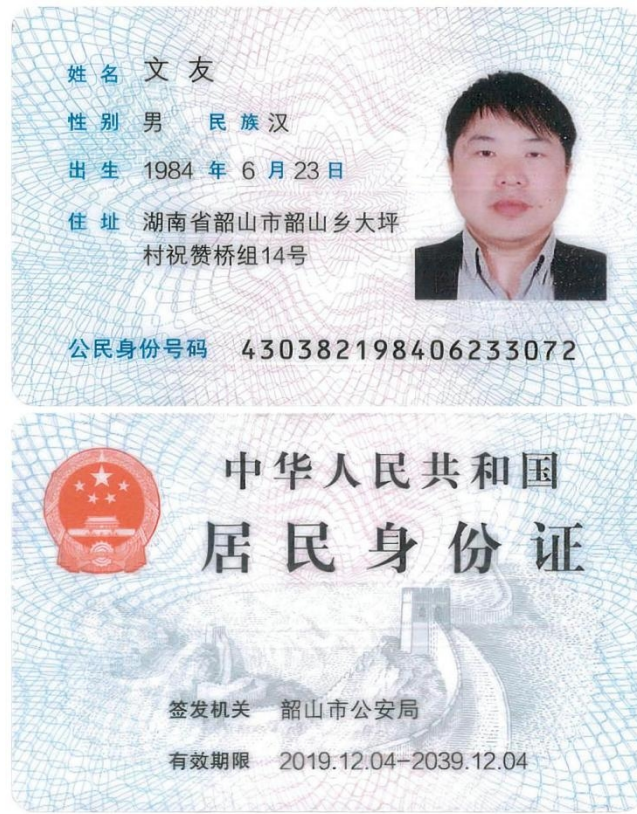 姓名 文友
性别 男 民族 汉
出生 1984 年 6 月 23 日
住址 湖南省韶山市韶山乡大坪
村祝赞桥组14号
公民身份号码 430382198406233072
中华人民共和国
居民身份证
签发机关 韶山市公安局
有效期限 2019.12.04-2039.12.04